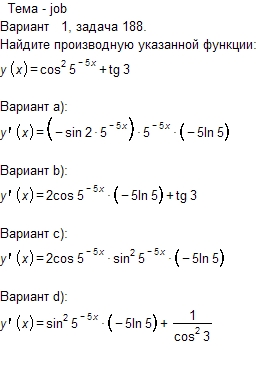 Тема - job
Вариант 1, задача 188.
Найдите производную указанной функции:
y (x) = cos² 5⁻⁵ˣ + tg 3
Вариант a):
y' (x) = (− sin 2 · 5⁻⁵ˣ) · 5⁻⁵ˣ · (− 5ln 5)
Вариант b):
y' (x) = 2cos 5⁻⁵ˣ · (− 5ln 5) + tg 3
Вариант c):
y' (x) = 2cos 5⁻⁵ˣ · sin² 5⁻⁵ˣ · (− 5ln 5)
Вариант d):
y' (x) = sin² 5⁻⁵ˣ · (− 5ln 5) + 1 / cos² 3